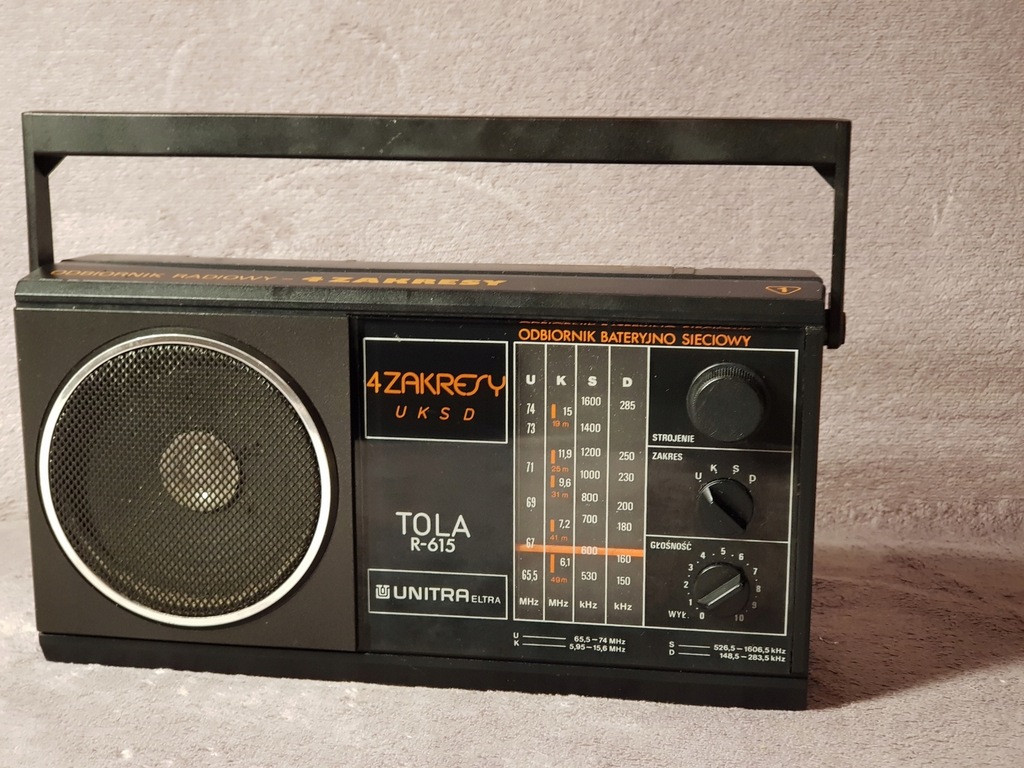 ODBIORNIK RADIOWY 4 ZAKRESY 1
ODBIORNIK BATERYJNO SIECIOWY
4 ZAKRESY
U K S D
TOLA
R-615
UNITRA ELTRA
U K S D
74 15 1600 285
19 m
73 1400
11,9 1200 250
71 25 m 1000 230
9,6
31 m 800
69 200
7,2 700 180
41 m
67 600 160
6,1
65,5 49m 530 150
MHz MHz kHz kHz
STROJENIE
ZAKRES
U K S D
GŁOŚNOŚĆ
WYŁ. 0 1 2 3 4 5 6 7 8 9 10
U 65,5–74 MHz
K 5,95–15,6 MHz
S 526,5–1606,5 kHz
D 148,5–283,5 kHz